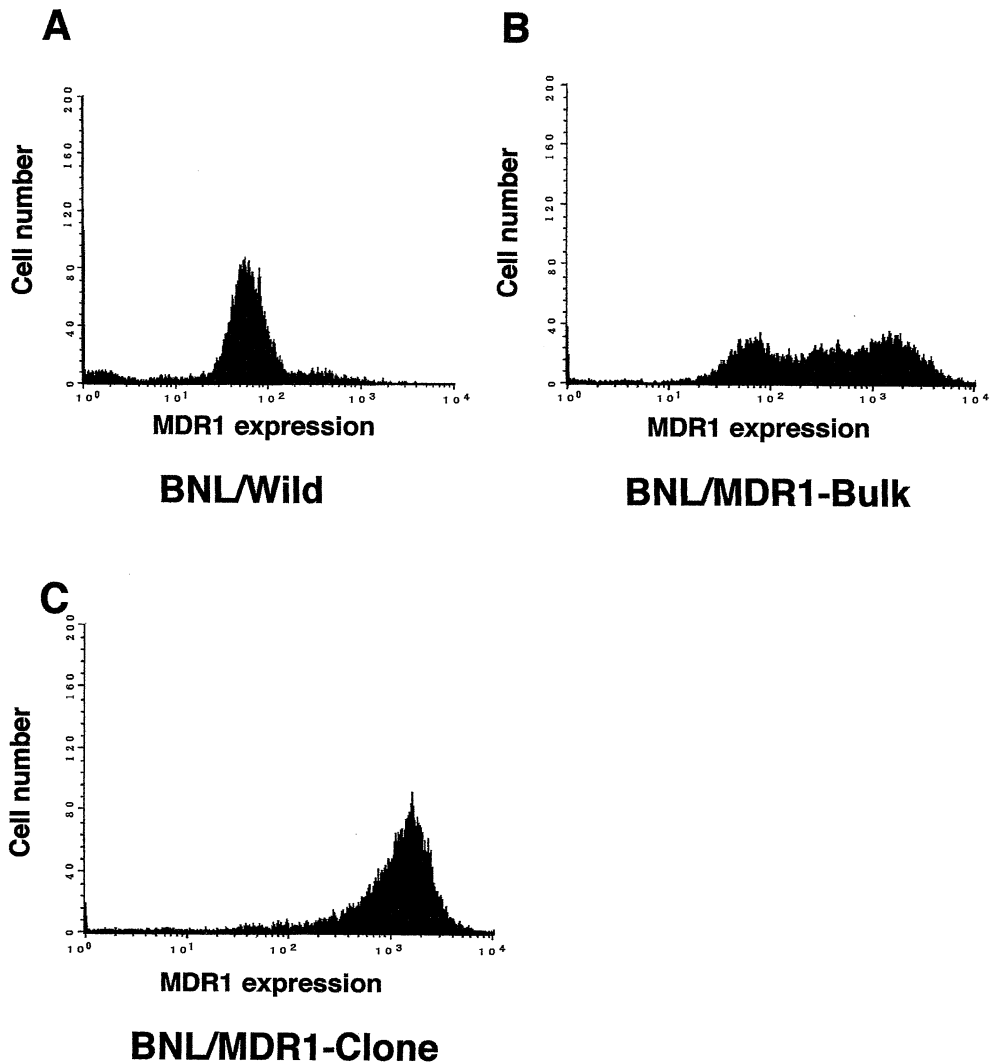 A
200
160
120
80
40
0
Cell number
10⁰ 10¹ 10² 10³ 10⁴
MDR1 expression
BNL/Wild
B
200
160
120
80
40
0
Cell number
10⁰ 10¹ 10² 10³ 10⁴
MDR1 expression
BNL/MDR1-Bulk
C
200
160
120
80
40
0
Cell number
10⁰ 10¹ 10² 10³ 10⁴
MDR1 expression
BNL/MDR1-Clone